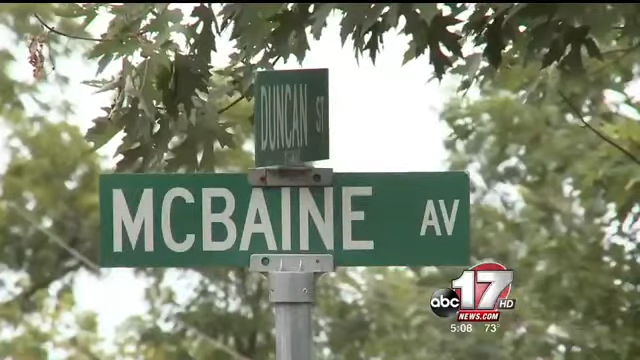 DUNCAN ST
MCBAINE AV
abc 17 HD
NEWS.COM
5:08 73°